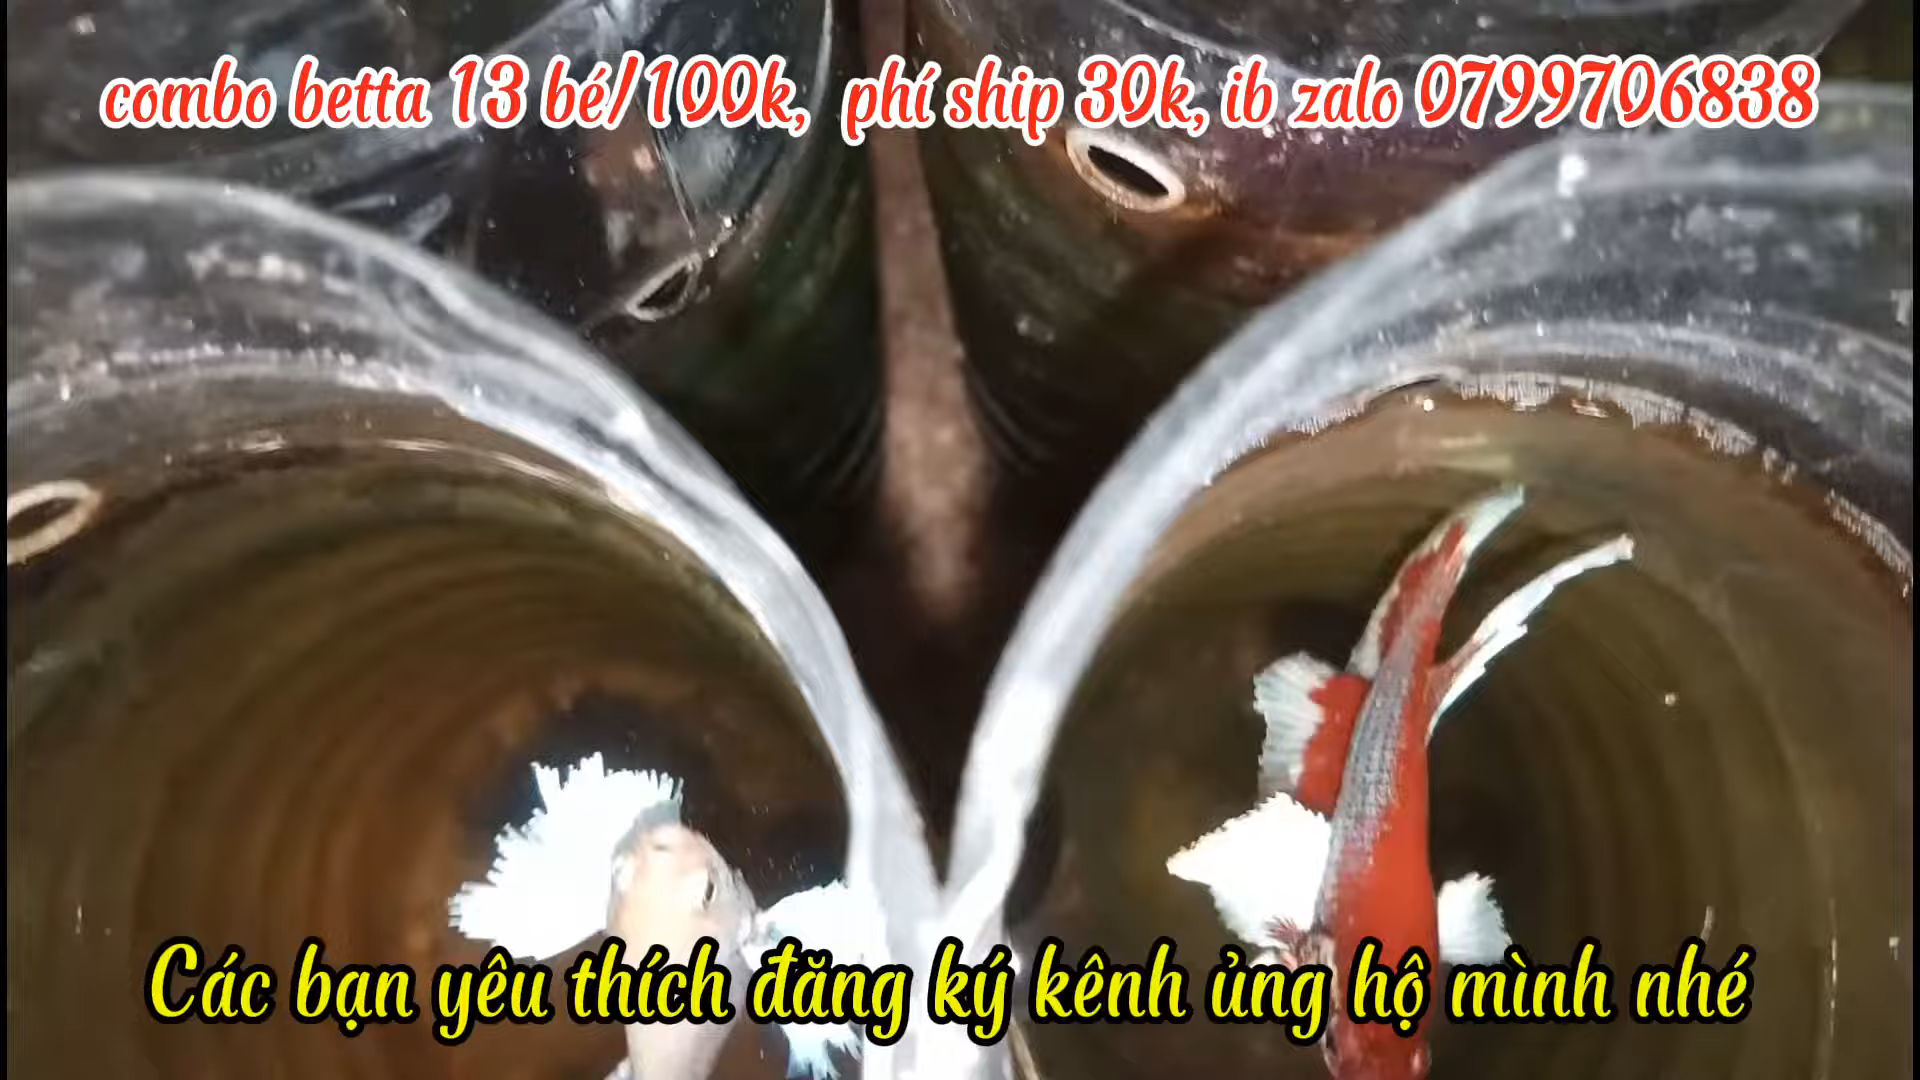 combo betta 13 bé/100k, phí ship 30k, ib zalo 0799706838
Các bạn yêu thích đăng ký kênh ủng hộ mình nhé